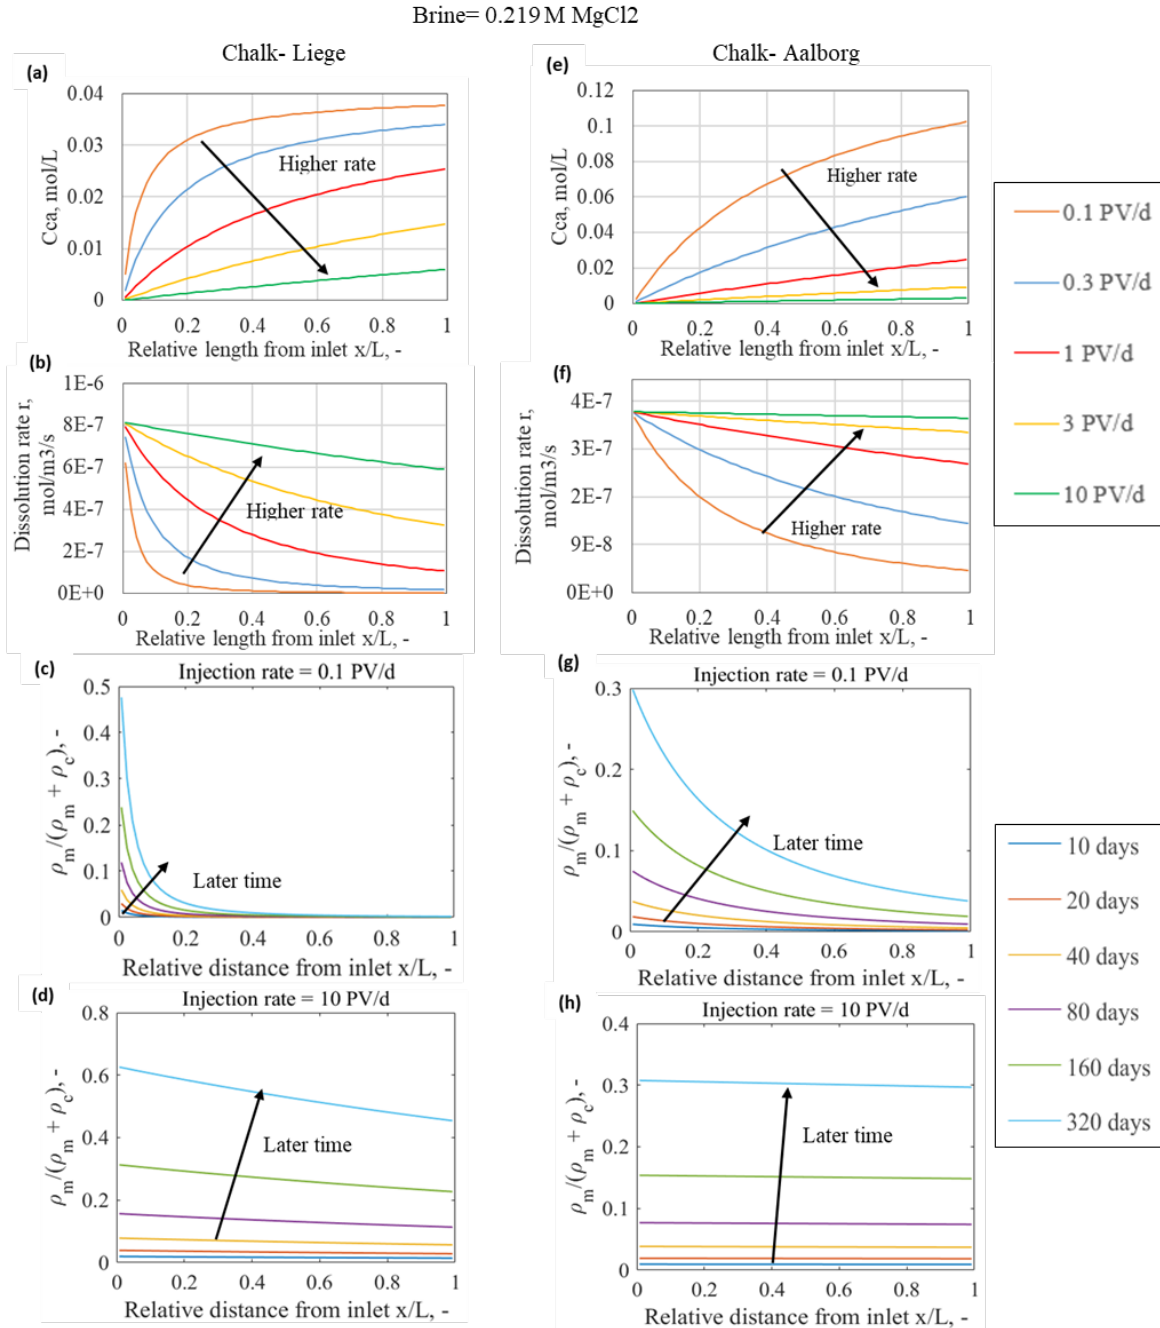 Brine= 0.219 M MgCl2
Chalk- Liege
(a)
Cca, mol/L
0.04
0.03
0.02
0.01
0
Higher rate
0 0.2 0.4 0.6 0.8 1
Relative length from inlet x/L, -
(b)
Dissolution rate r,
mol/m3/s
1E-6
8E-7
6E-7
4E-7
2E-7
0E+0
Higher rate
0 0.2 0.4 0.6 0.8 1
Relative length from inlet x/L, -
(c)
Injection rate = 0.1 PV/d
ρm/(ρm + ρc), -
0.5
0.4
0.3
0.2
0.1
0
Later time
0 0.2 0.4 0.6 0.8 1
Relative distance from inlet x/L, -
(d)
Injection rate = 10 PV/d
ρm/(ρm + ρc), -
0.8
0.6
0.4
0.2
0
Later time
0 0.2 0.4 0.6 0.8 1
Relative distance from inlet x/L, -
Chalk- Aalborg
(e)
Cca, mol/L
0.12
0.1
0.08
0.06
0.04
0.02
0
Higher rate
0 0.2 0.4 0.6 0.8 1
Relative length from inlet x/L, -
(f)
Dissolution rate r,
mol/m3/s
4E-7
3E-7
2E-7
9E-8
0E+0
Higher rate
0 0.2 0.4 0.6 0.8 1
Relative length from inlet x/L, -
(g)
Injection rate = 0.1 PV/d
ρm/(ρm + ρc), -
0.3
0.2
0.1
0
Later time
0 0.2 0.4 0.6 0.8 1
Relative distance from inlet x/L, -
(h)
Injection rate = 10 PV/d
ρm/(ρm + ρc), -
0.4
0.3
0.2
0.1
0
Later time
0 0.2 0.4 0.6 0.8 1
Relative distance from inlet x/L, -
0.1 PV/d
0.3 PV/d
1 PV/d
3 PV/d
10 PV/d
10 days
20 days
40 days
80 days
160 days
320 days